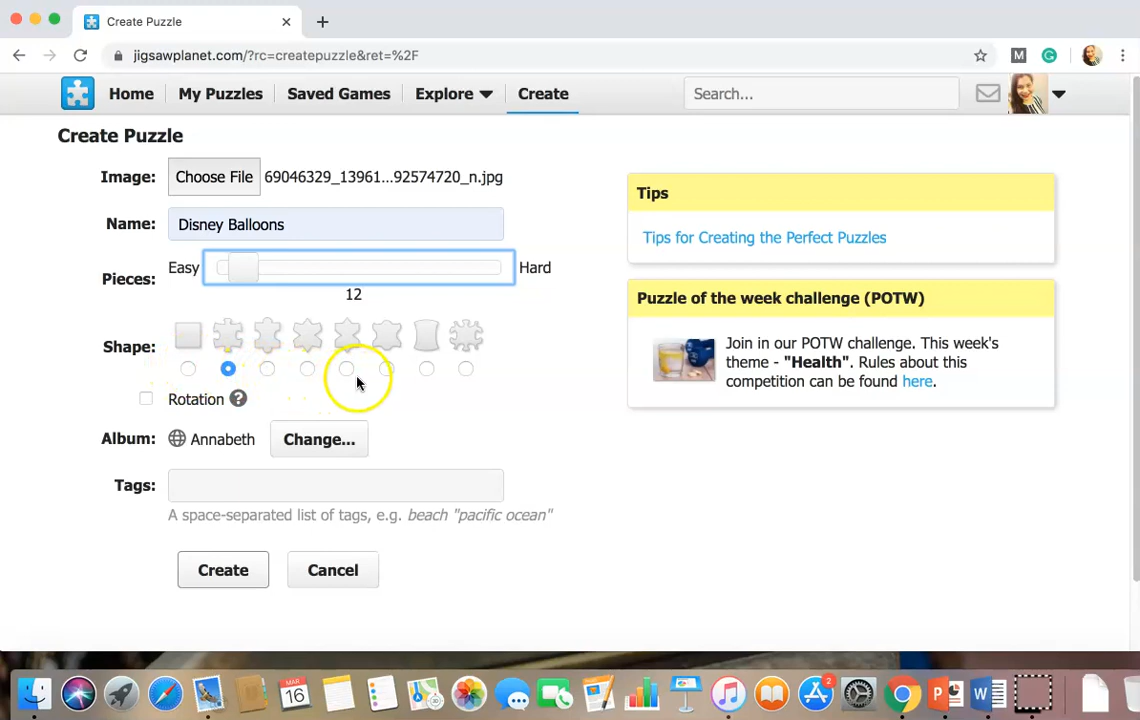 Create Puzzle
jigsawplanet.com/?rc=createpuzzle&ret=%2F
M
G
Home
My Puzzles
Saved Games
Explore
Create
Search...
Create Puzzle
Image: Choose File 69046329_13961...92574720_n.jpg
Name: Disney Balloons
Pieces: Easy Hard
12
Shape:
Rotation ?
Album: Annabeth Change...
Tags:
A space-separated list of tags, e.g. beach "pacific ocean"
Create Cancel
Tips
Tips for Creating the Perfect Puzzles
Puzzle of the week challenge (POTW)
Join in our POTW challenge. This week's
theme - "Health". Rules about this
competition can be found here.
MAR
16
2
P
W